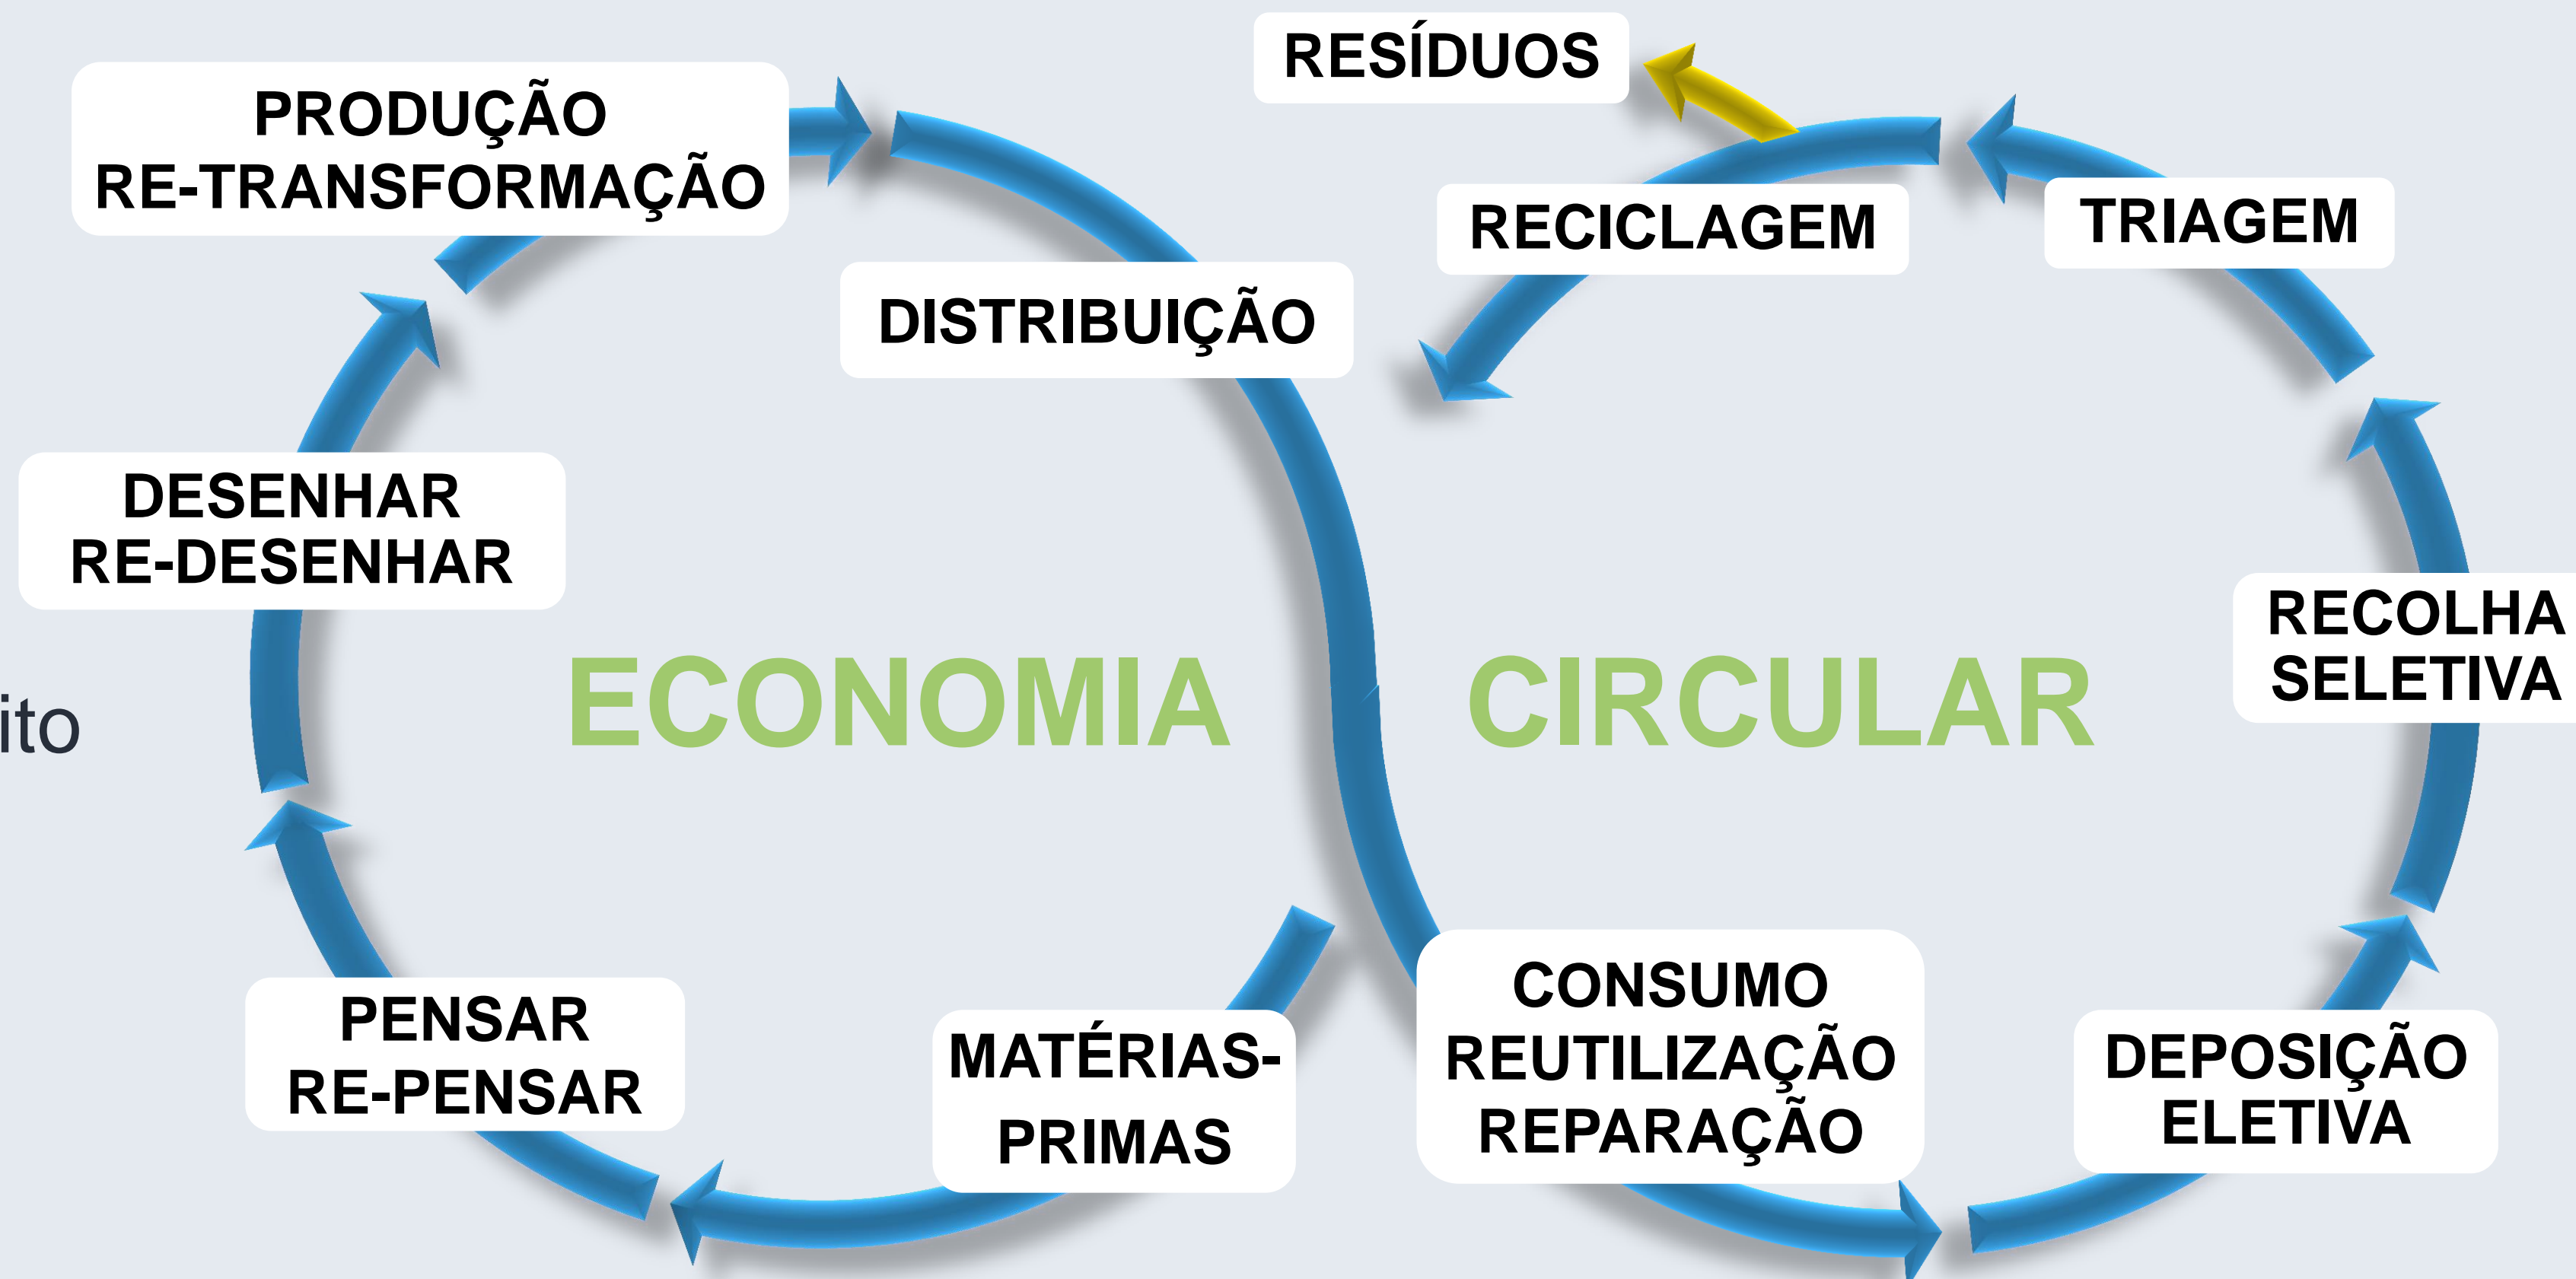 RESÍDUOS
PRODUÇÃO
RE-TRANSFORMAÇÃO
RECICLAGEM
TRIAGEM
DISTRIBUIÇÃO
DESENHAR
RE-DESENHAR
RECOLHA
SELETIVA
ito
ECONOMIA CIRCULAR
PENSAR
RE-PENSAR
MATÉRIAS-
PRIMAS
CONSUMO
REUTILIZAÇÃO
REPARAÇÃO
DEPOSIÇÃO
ELETIVA